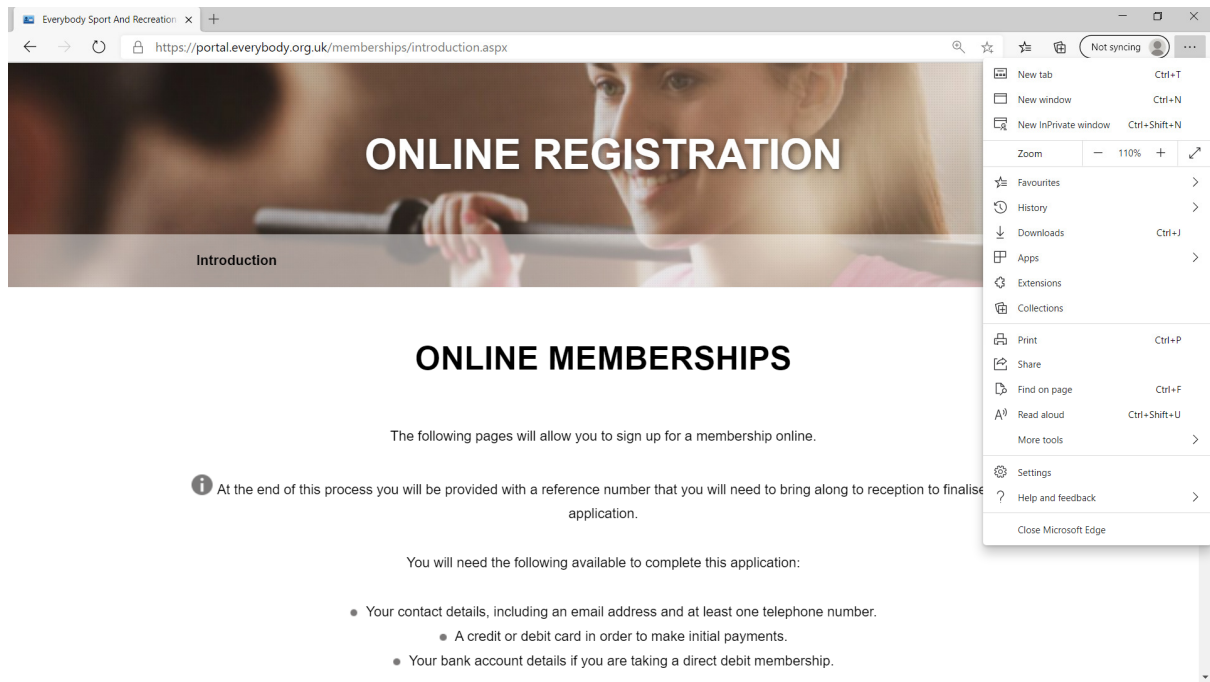 Everybody Sport And Recreation
https://portal.everybody.org.uk/memberships/introduction.aspx
Not syncing
New tab Ctrl+T
New window Ctrl+N
New InPrivate window Ctrl+Shift+N
Zoom 110%
Favourites
History
Downloads Ctrl+J
Apps
Extensions
Collections
Print Ctrl+P
Share
Find on page Ctrl+F
Read aloud Ctrl+Shift+U
More tools
Settings
Help and feedback
Close Microsoft Edge
ONLINE REGISTRATION
Introduction
ONLINE MEMBERSHIPS
The following pages will allow you to sign up for a membership online.
At the end of this process you will be provided with a reference number that you will need to bring along to reception to finalise
application.
You will need the following available to complete this application:
Your contact details, including an email address and at least one telephone number.
A credit or debit card in order to make initial payments.
Your bank account details if you are taking a direct debit membership.